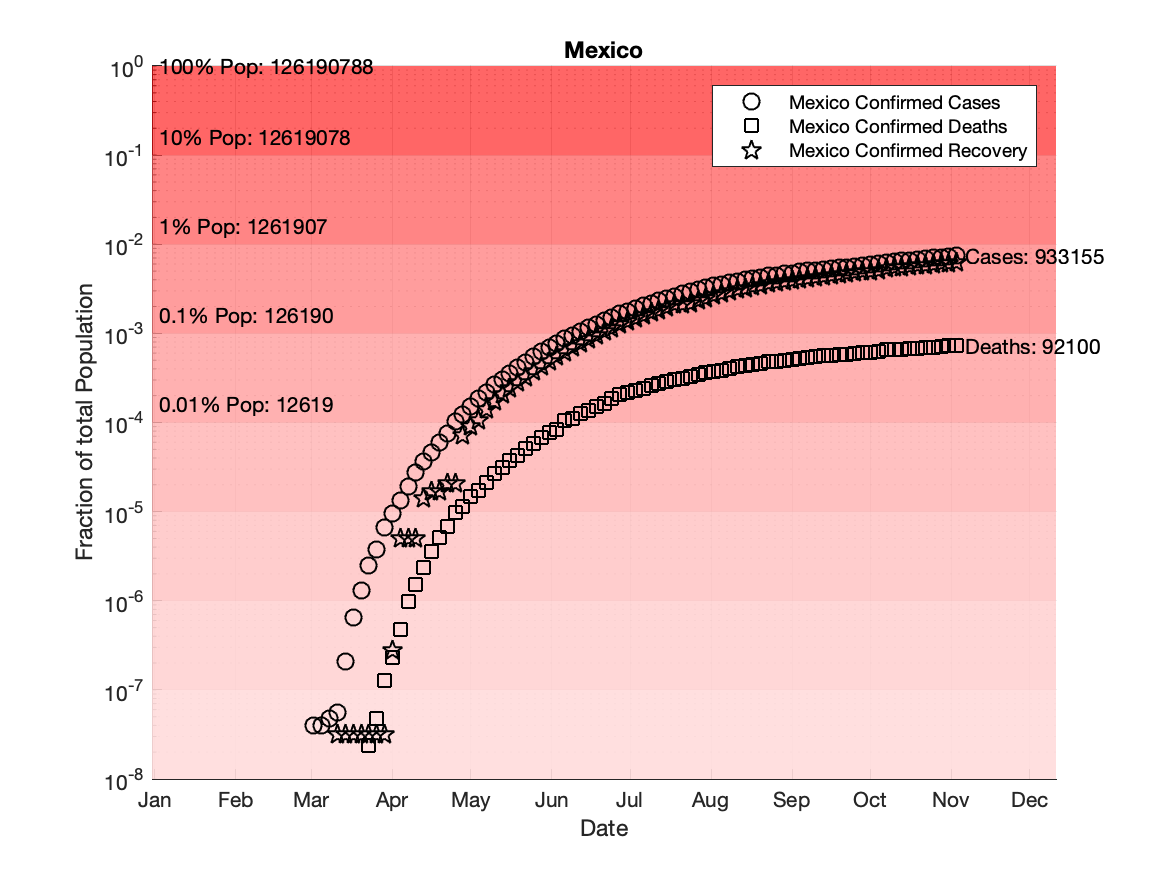 Mexico
10^0
10^-1
10^-2
10^-3
10^-4
10^-5
10^-6
10^-7
10^-8
Fraction of total Population
100% Pop: 126190788
10% Pop: 12619078
1% Pop: 1261907
0.1% Pop: 126190
0.01% Pop: 12619
Mexico Confirmed Cases
Mexico Confirmed Deaths
Mexico Confirmed Recovery
Cases: 933155
Deaths: 92100
Jan Feb Mar Apr May Jun Jul Aug Sep Oct Nov Dec
Date